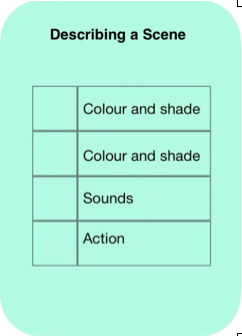 Describing a Scene
Colour and shade
Colour and shade
Sounds
Action